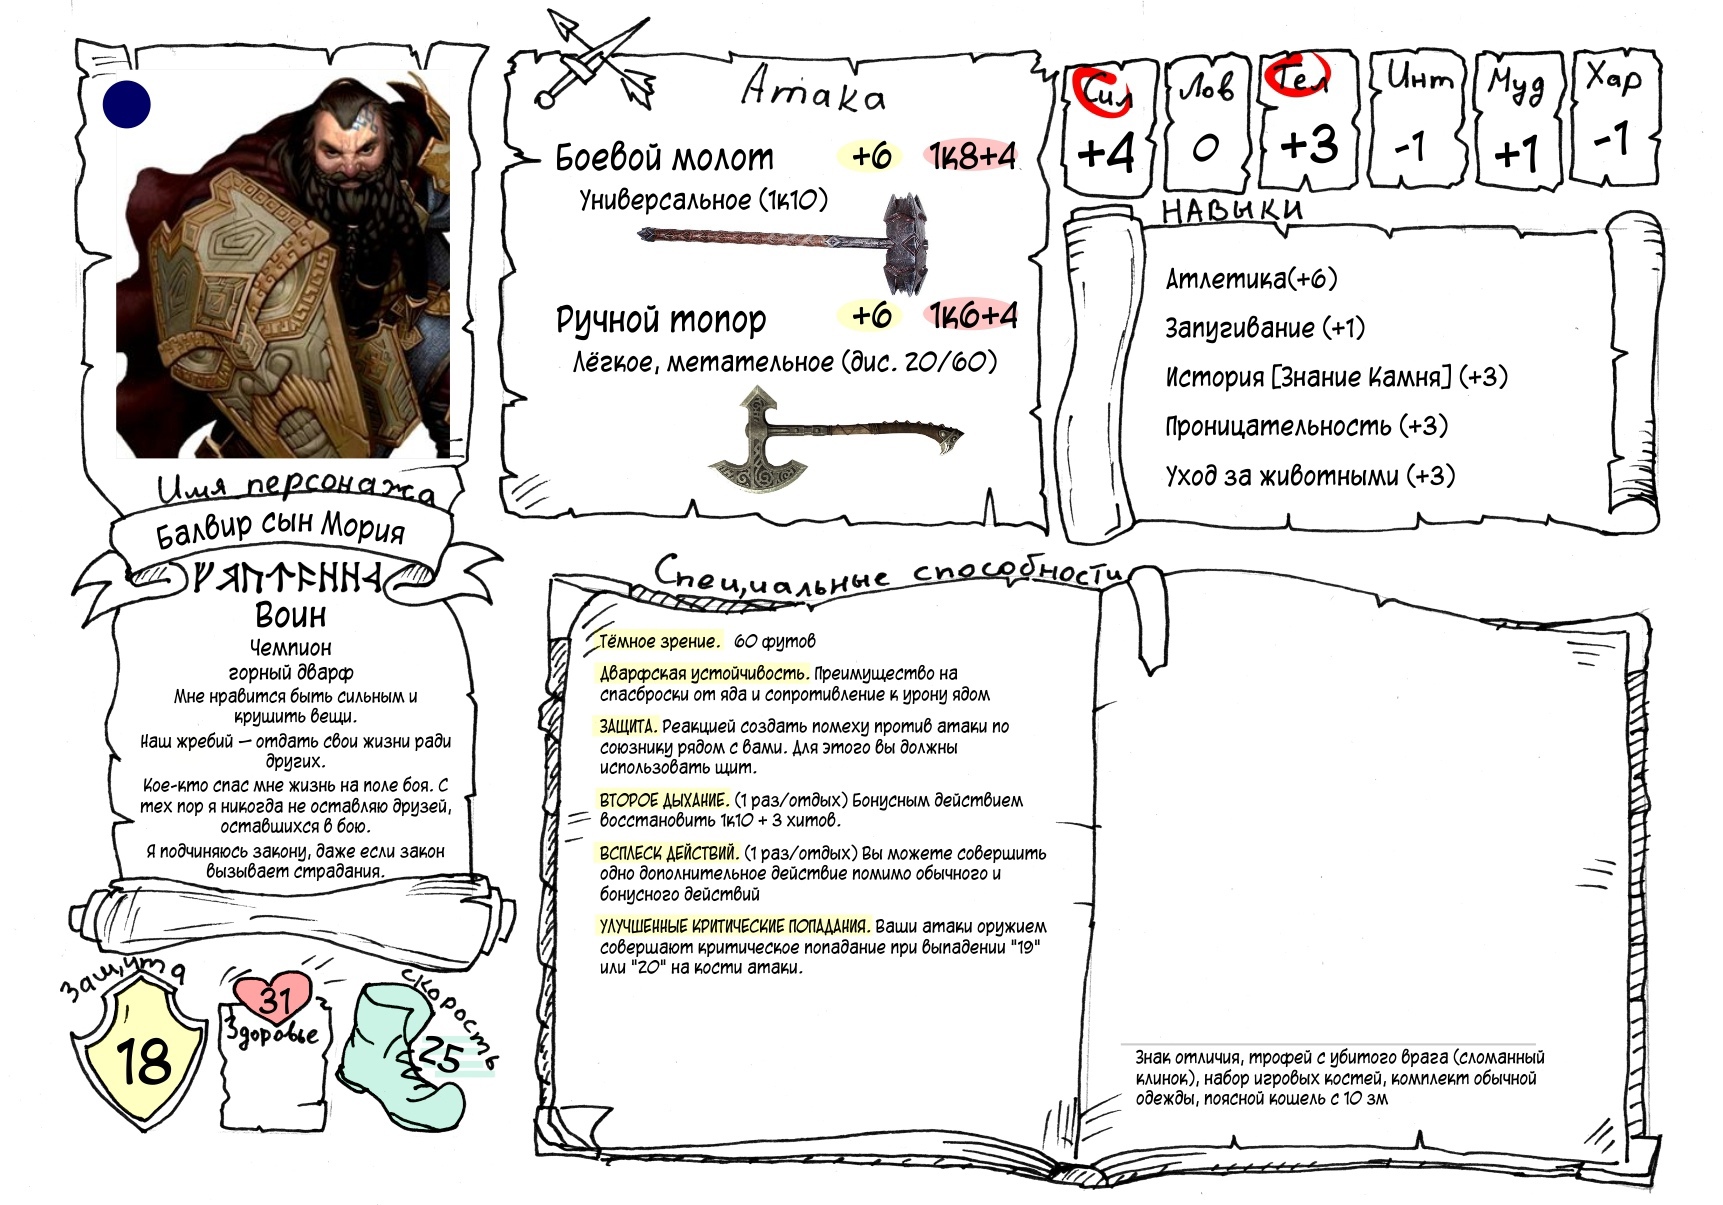 Имя персонажа
Балвир сын Мория
Воин
Чемпион
горный дварф
Мне нравится быть сильным и
крушить вещи.
Наш жребий — отдать свои жизни ради
других.
Кое-кто спас мне жизнь на поле боя. С
тех пор я никогда не оставляю друзей,
оставшихся в бою.
Я подчиняюсь закону, даже если закон
вызывает страдания.
Защита
18
31
Здоровье
скорость
25
Атака
Боевой молот +6 1к8+4
Универсальное (1к10)
Ручной топор +6 1к6+4
Лёгкое, метательное (дис. 20/60)
Сил Лов Тел Инт Муд Хар
+4 0 +3 -1 +1 -1
НАВЫКИ
Атлетика(+6)
Запугивание (+1)
История [Знание Камня] (+3)
Проницательность (+3)
Уход за животными (+3)
Специальные способности
Тёмное зрение. 60 футов
Дварфская устойчивость. Преимущество на
спасброски от яда и сопротивление к урону ядом
ЗАЩИТА. Реакцией создать помеху против атаки по
союзнику рядом с вами. Для этого вы должны
использовать щит.
ВТОРОЕ ДЫХАНИЕ. (1 раз/отдых) Бонусным действием
восстановить 1к10 + 3 хитов.
ВСПЛЕСК ДЕЙСТВИЙ. (1 раз/отдых) Вы можете совершить
одно дополнительное действие помимо обычного и
бонусного действий
УЛУЧШЕННЫЕ КРИТИЧЕСКИЕ ПОПАДАНИЯ. Ваши атаки оружием
совершают критическое попадание при выпадении "19"
или "20" на кости атаки.
Знак отличия, трофей с убитого врага (сломанный
клинок), набор игровых костей, комплект обычной
одежды, поясной кошель с 10 зм